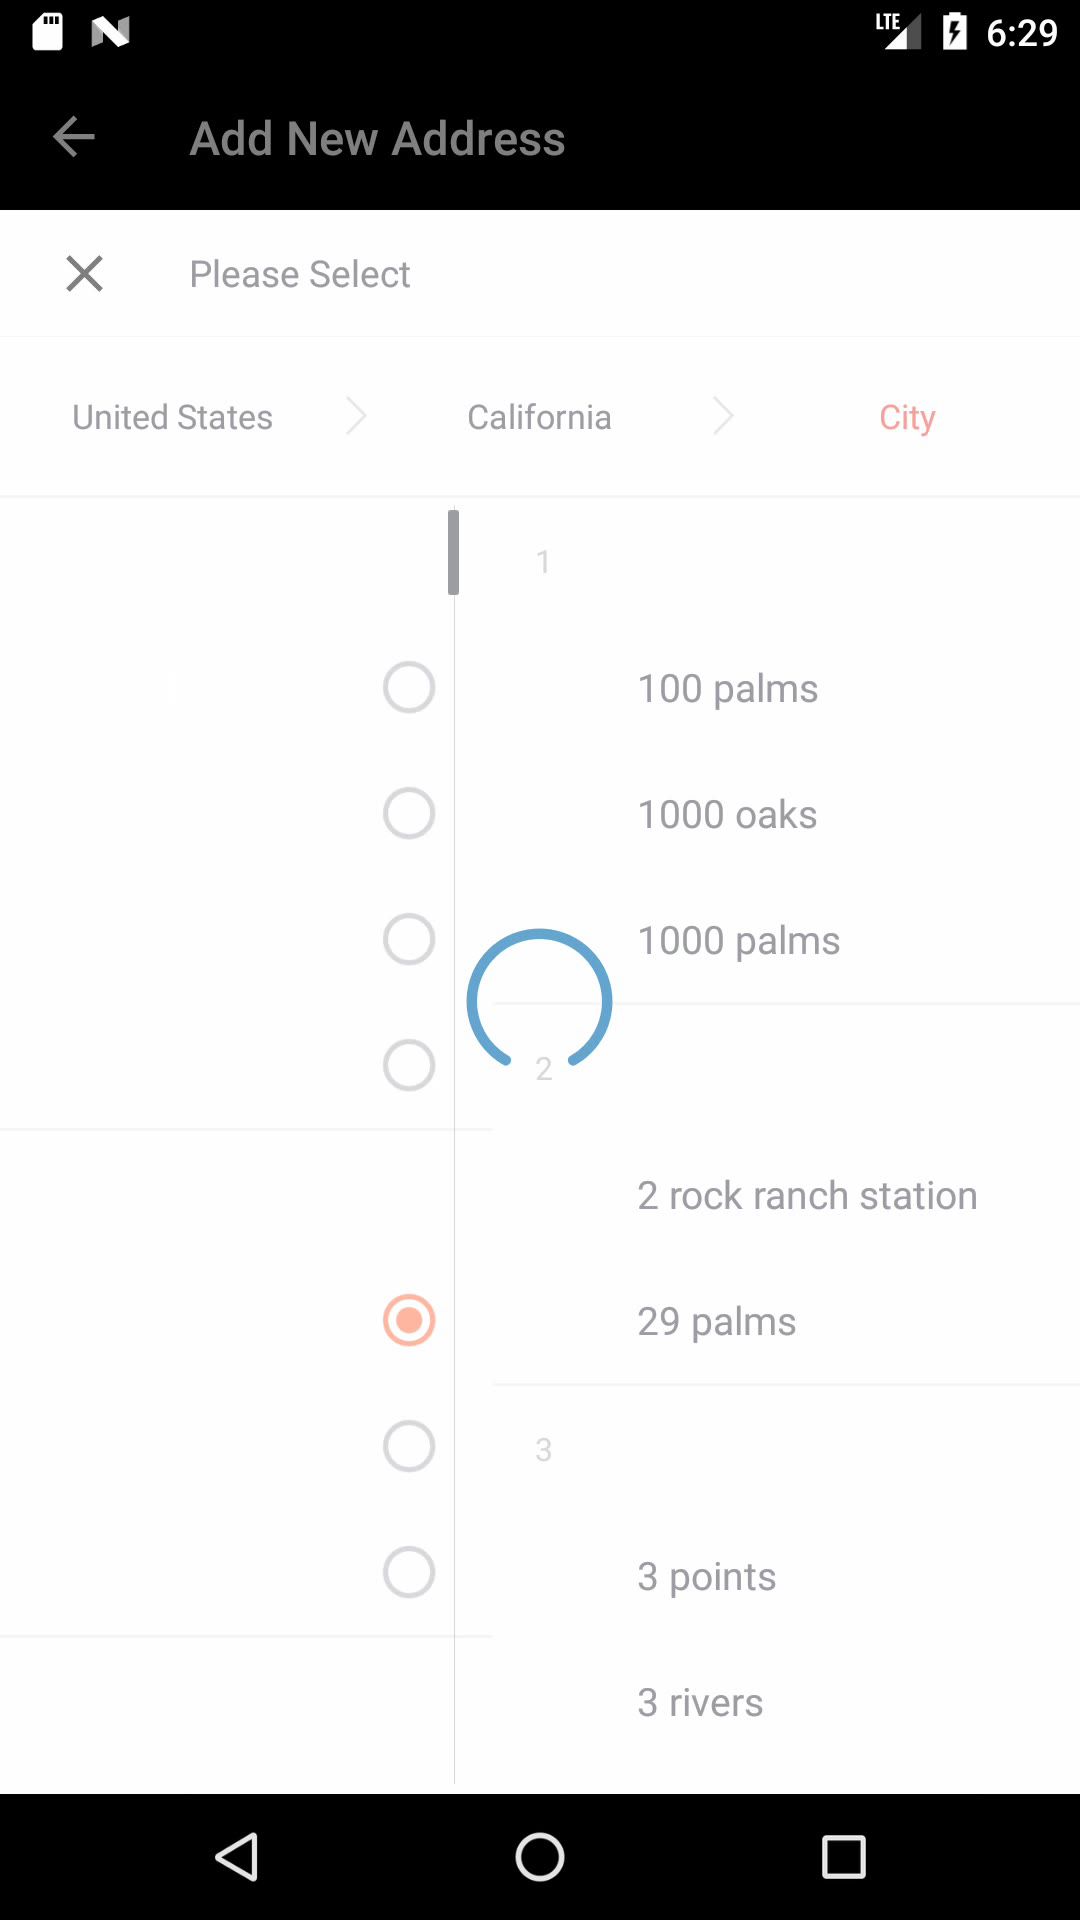 LTE 6:29
Add New Address
Please Select
United States California City
1
100 palms
1000 oaks
1000 palms
2
2 rock ranch station
29 palms
3
3 points
3 rivers